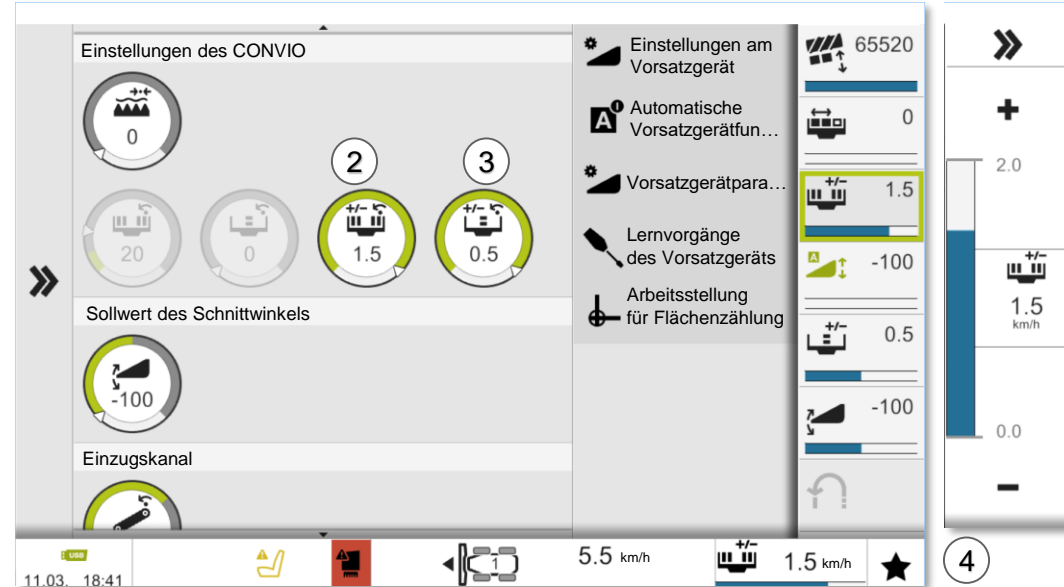 Einstellungen des CONVIO
0
2
3
20
0
1.5
0.5
Sollwert des Schnittwinkels
-100
Einzugskanal
Einstellungen am
Vorsatzgerät
A
Automatische
Vorsatzgerätfun…
Vorsatzgerätpara…
Lernvorgänge
des Vorsatzgeräts
Arbeitsstellung
für Flächenzählung
65520
0
+/-
1.5
A
-100
+/-
0.5
-100
2.0
+/-
1.5
km/h
0.0
4
USB
11.03. 18:41
1
5.5 km/h
+/-
1.5 km/h